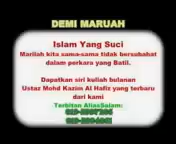 DEMI MARUAH
Islam Yang Suci
Marilah kita sama-sama tidak bersubahat
dalam perkara yang Batil.
Dapatkan siri kuliah bulanan
Ustaz Mohd Kazim Al Hafiz yang terbaru
dari kami
Terbitan AliasSalam: